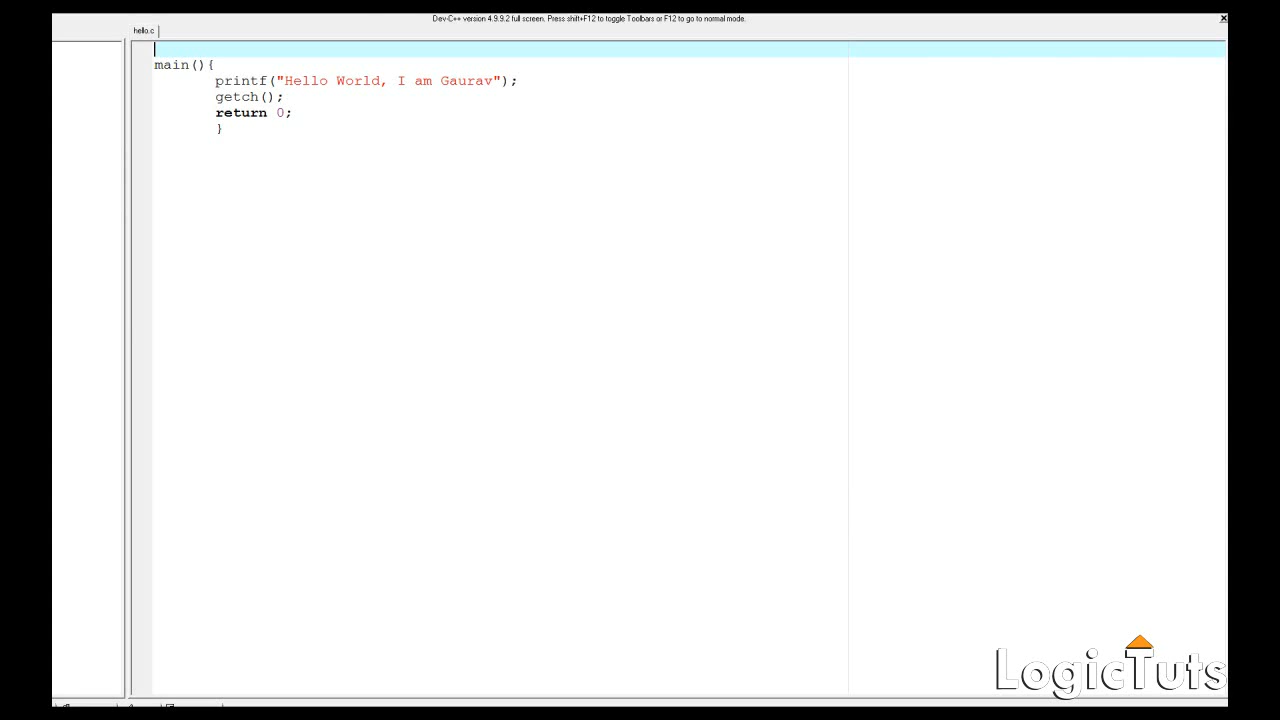 Dev-C++ version 4.9.9.2 full screen. Press shift+F12 to toggle Toolbars or F12 to go to normal mode.
hello.c
main(){
printf("Hello World, I am Gaurav");
getch();
return 0;
}
LogicTuts